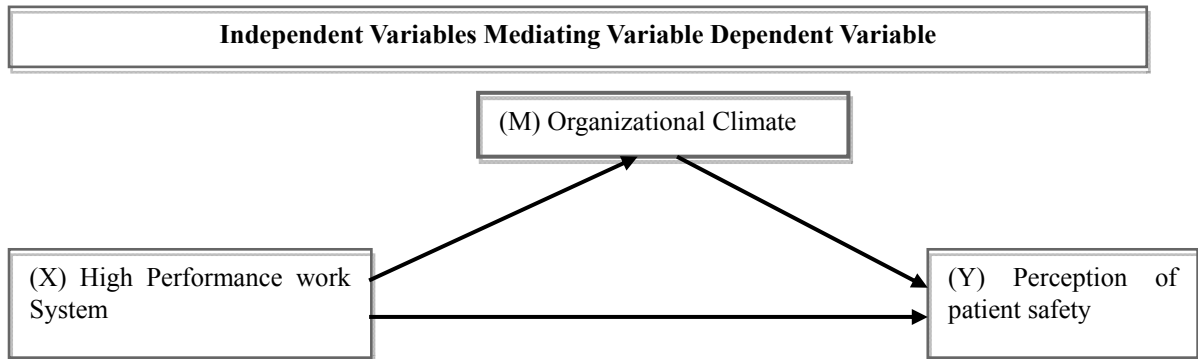 Independent Variables Mediating Variable Dependent Variable
(M) Organizational Climate
(X) High Performance work
System
(Y) Perception of
patient safety